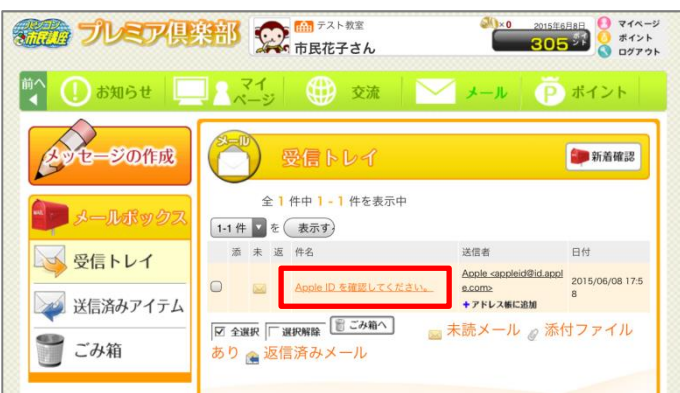 パソコン市民講座 プレミア倶楽部
テスト教室
市民花子さん
×0 2015年6月8日
305ポイント
マイページ
ポイント
ログアウト
前へ お知らせ マイページ 交流 メール ポイント
メッセージの作成
メールボックス
受信トレイ
送信済みアイテム
ごみ箱
メール 受信トレイ 新着確認
全 1 件中 1 - 1 件を表示中
1-1 件 を 表示する
添 未 返 件名 送信者 日付
Apple ID を確認してください。
Apple <appleid@id.appl
e.com>
+アドレス帳に追加
2015/06/08 17:5
8
全選択 選択解除 ごみ箱へ 未読メール 添付ファイル
あり 返信済みメール